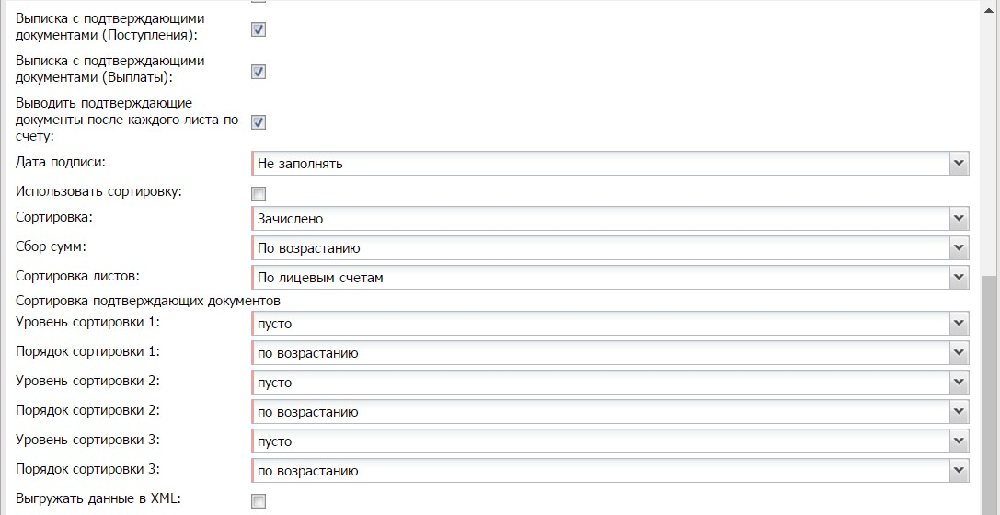 Выписка с подтверждающими
документами (Поступления):
Выписка с подтверждающими
документами (Выплаты):
Выводить подтверждающие
документы после каждого листа по
счету:
Дата подписи: Не заполнять
Использовать сортировку:
Сортировка: Зачислено
Сбор сумм: По возрастанию
Сортировка листов: По лицевым счетам
Сортировка подтверждающих документов
Уровень сортировки 1: пусто
Порядок сортировки 1: по возрастанию
Уровень сортировки 2: пусто
Порядок сортировки 2: по возрастанию
Уровень сортировки 3: пусто
Порядок сортировки 3: по возрастанию
Выгружать данные в XML: